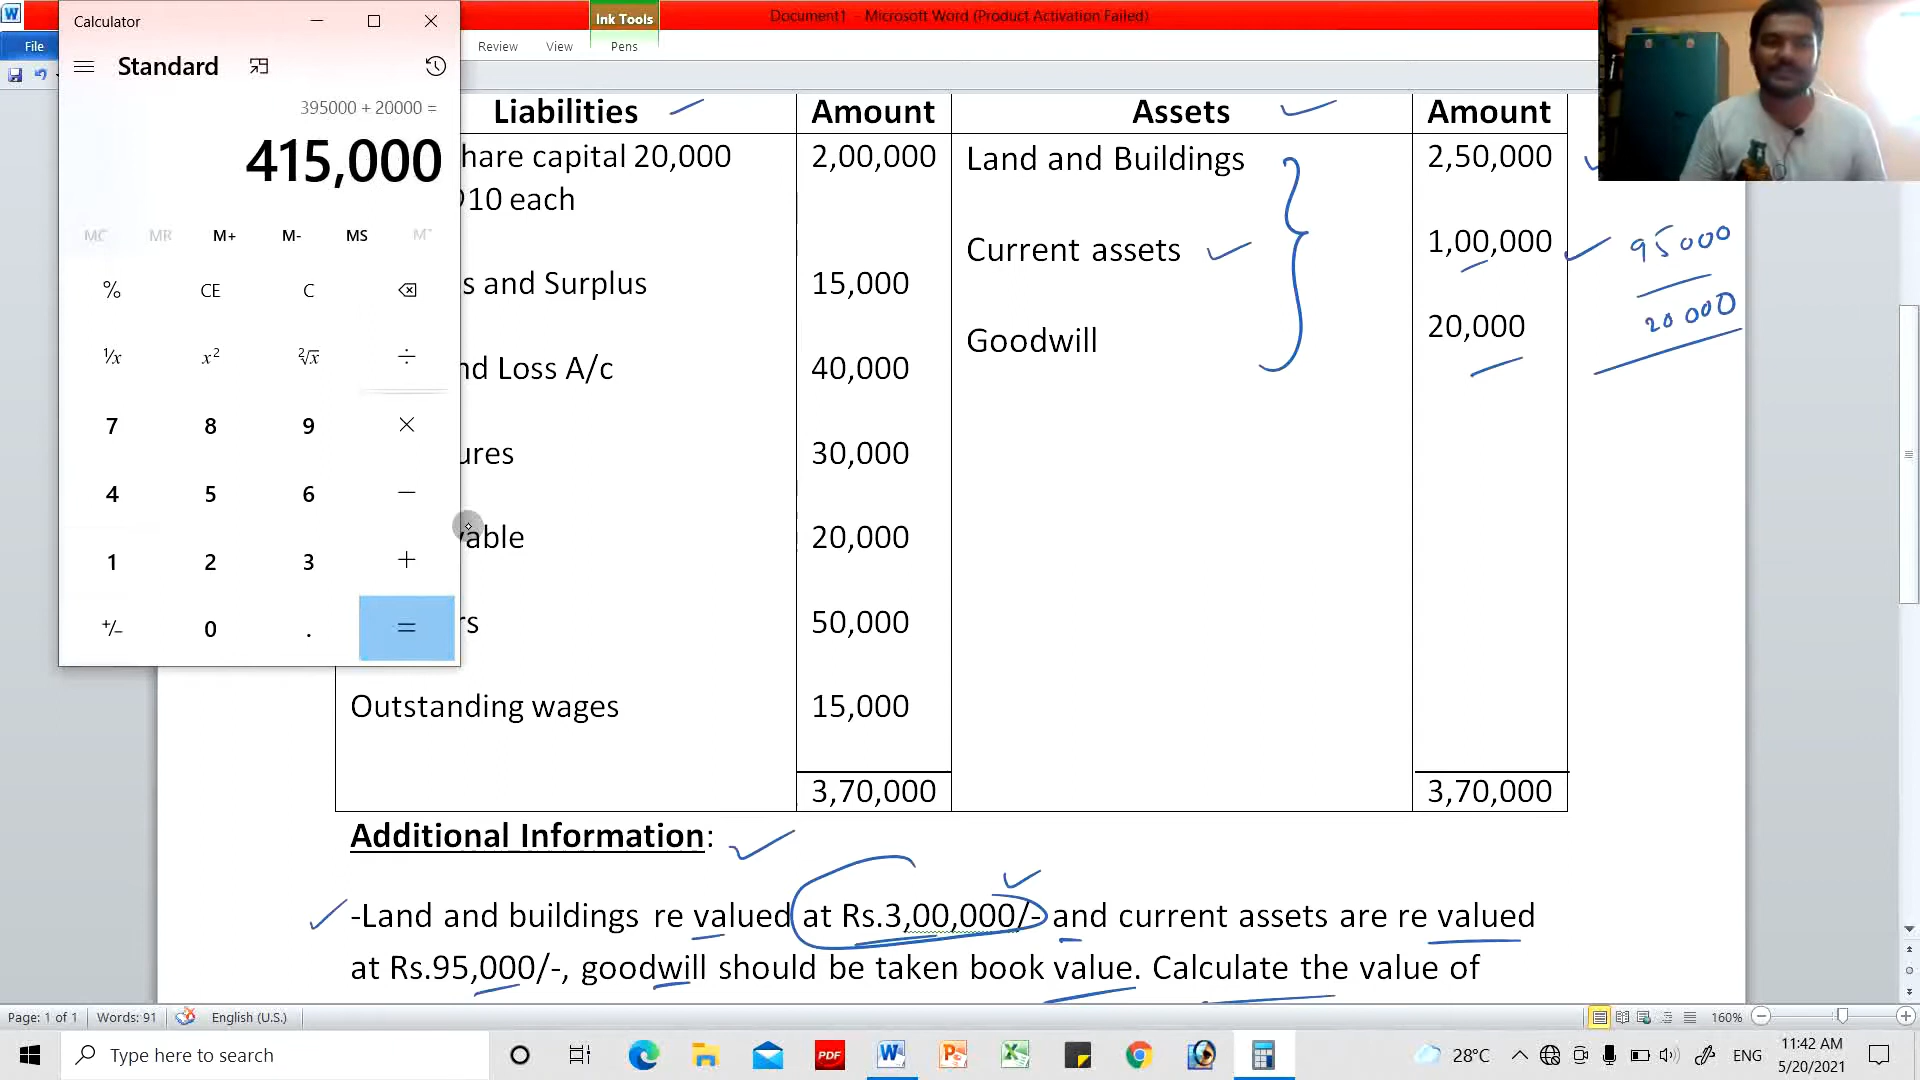 Calculator
Ink Tools
Document1 - Microsoft Word (Product Activation Failed)
File
Review View Pens
Standard
395000 + 20000 =
415,000
MC MR M+ M- MS
% CE C
7 8 9 ×
4 5 6 −
1 2 3 +
+/− 0 . =
Liabilities Amount Assets Amount
hare capital 20,000 2,00,000 Land and Buildings 2,50,000
10 each
Current assets 1,00,000 95000
s and Surplus 15,000
Goodwill 20,000 20000
nd Loss A/c 40,000
ures 30,000
able 20,000
rs 50,000
Outstanding wages 15,000
3,70,000 3,70,000
Additional Information:
-Land and buildings re valued at Rs.3,00,000/- and current assets are re valued
at Rs.95,000/-, goodwill should be taken book value. Calculate the value of
Page: 1 of 1 Words: 91 English (U.S.) 160%
Type here to search
28°C ENG 11:42 AM
5/20/2021